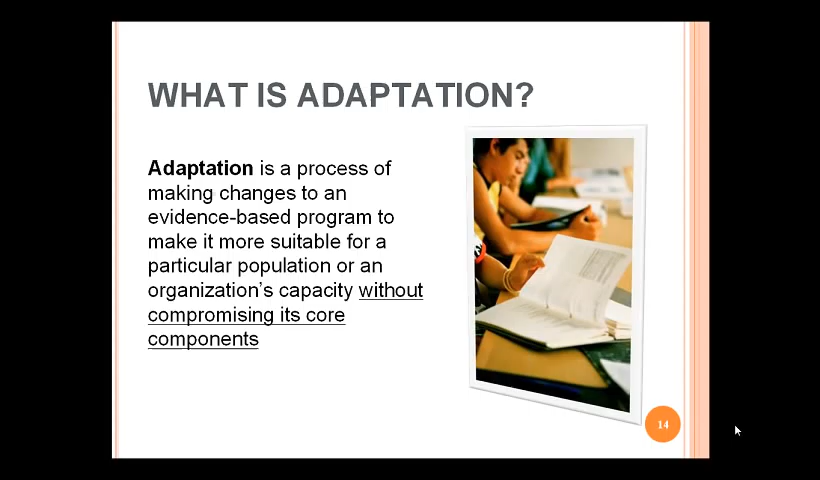 WHAT IS ADAPTATION?
Adaptation is a process of
making changes to an
evidence-based program to
make it more suitable for a
particular population or an
organization’s capacity without
compromising its core
components
14